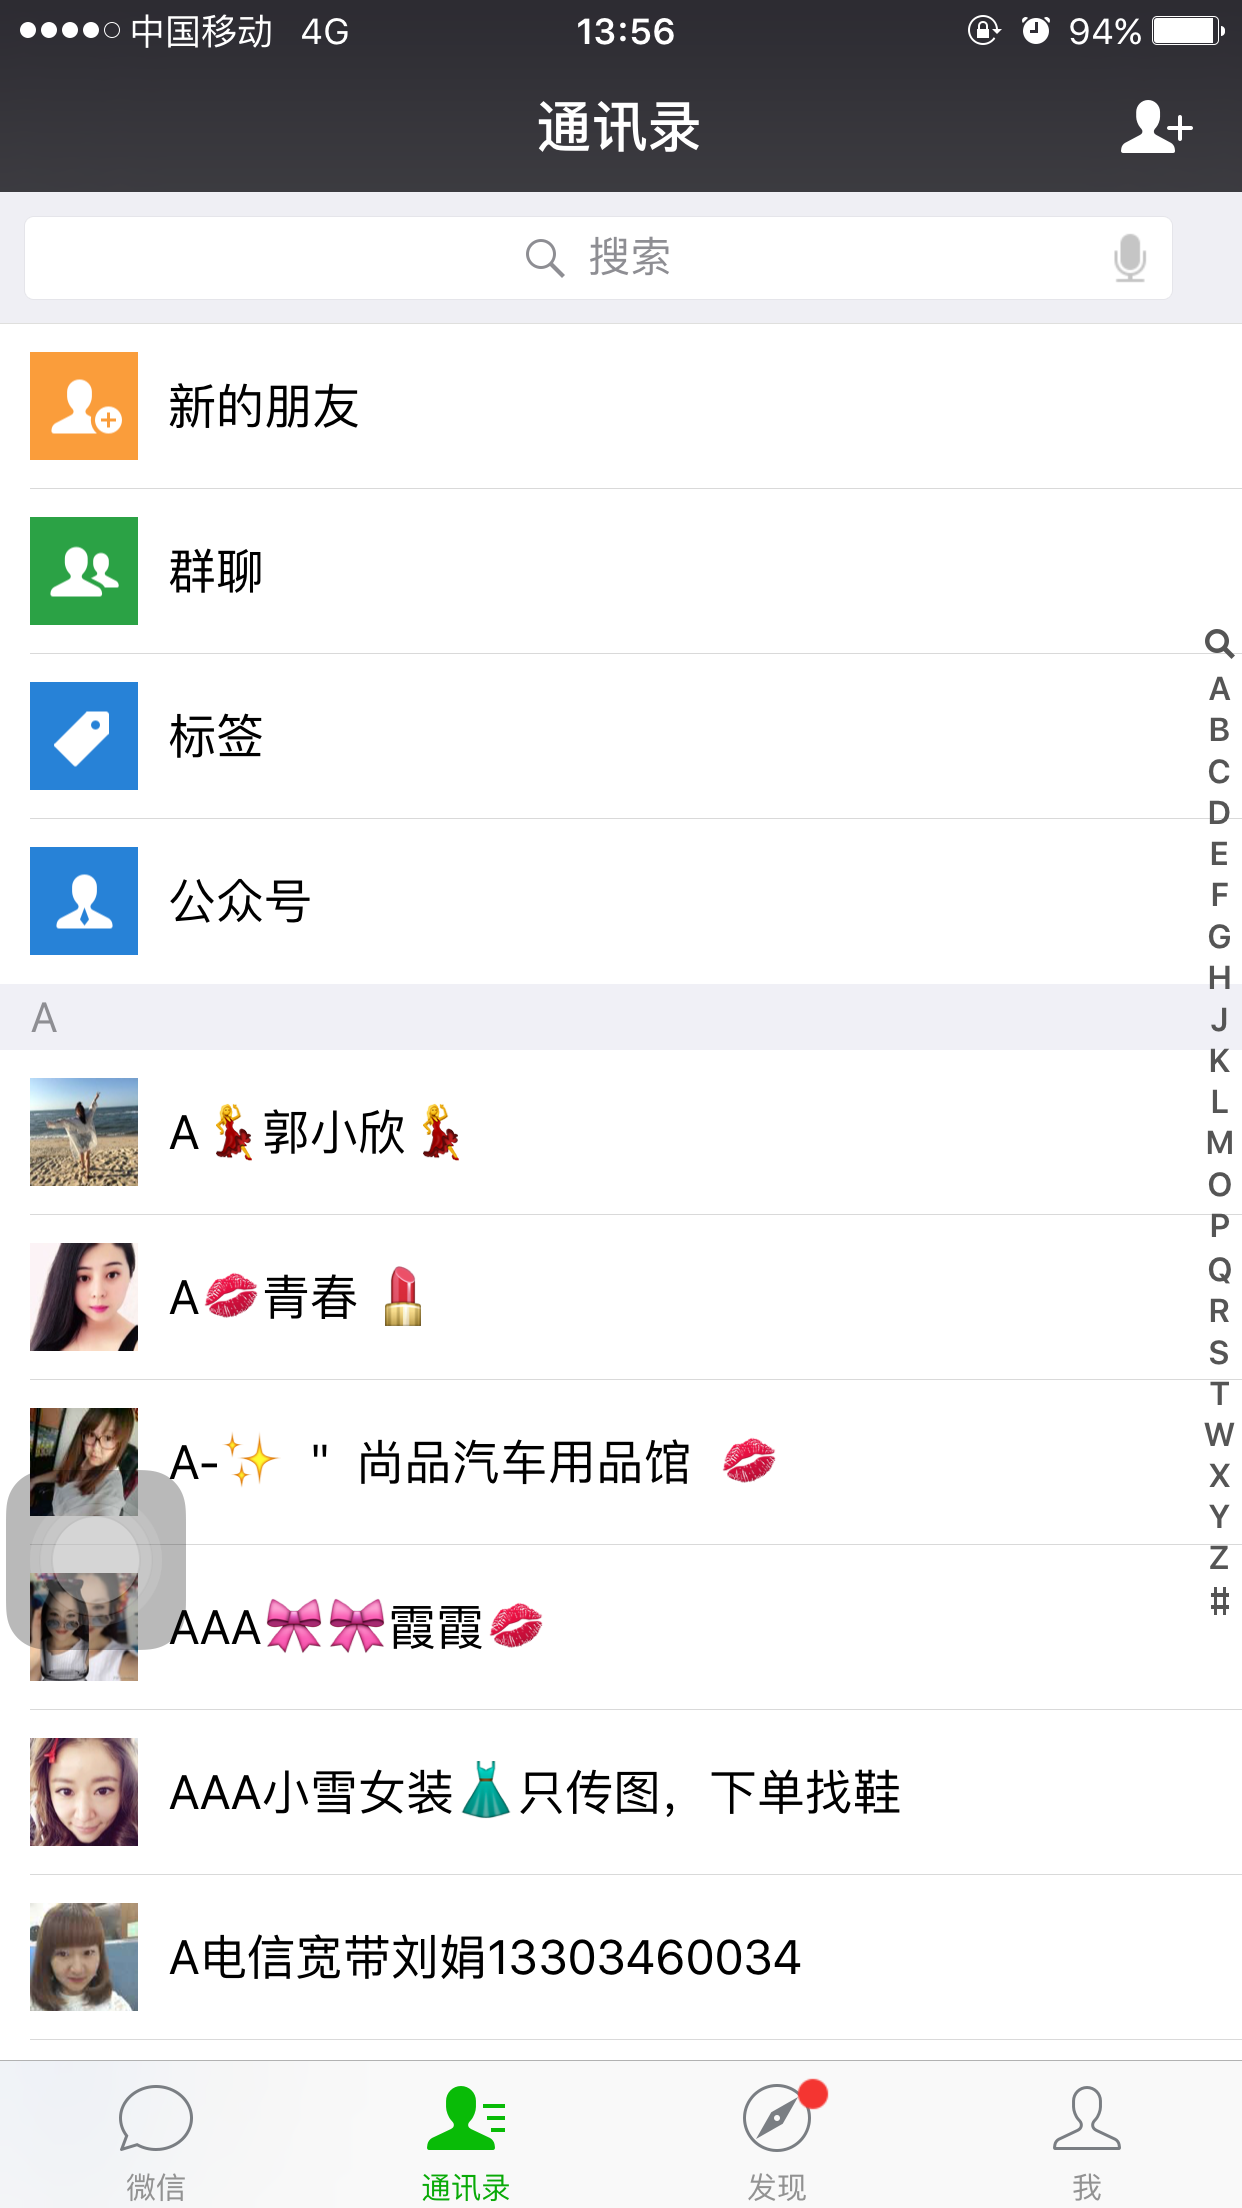 中国移动 4G 13:56 94%
通讯录
搜索
新的朋友
群聊
标签
公众号
A
A💃郭小欣💃
A💋青春 💄
A-✨ " 尚品汽车用品馆 💋
AAA🎀🎀霞霞💋
AAA小雪女装👗只传图，下单找鞋
A电信宽带刘娟13303460034
A
B
C
D
E
F
G
H
J
K
L
M
O
P
Q
R
S
T
W
X
Y
Z
#
微信 通讯录 发现 我